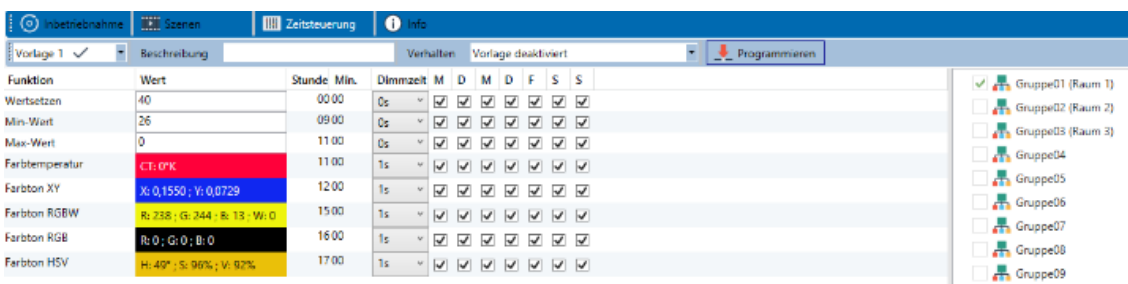 Inbetriebnahme Szenen Zeitsteuerung Info
Vorlage 1 Beschreibung Verhalten Vorlage deaktiviert Programmieren
Funktion Wert Stunde Min. Dimmzeit M D M D F S S
Wertsetzen 40 00 00 0s
Min-Wert 26 09 00 0s
Max-Wert 0 11 00 0s
Farbtemperatur CT: 0°K 11 00 1s
Farbton XY X: 0,1550 ; Y: 0,0729 12 00 1s
Farbton RGBW R: 238 ; G: 244 ; B: 13 ; W: 0 15 00 1s
Farbton RGB R: 0 ; G: 0 ; B: 0 16 00 1s
Farbton HSV H: 49° ; S: 96% ; V: 92% 17 00 1s
Gruppe01 (Raum 1)
Gruppe02 (Raum 2)
Gruppe03 (Raum 3)
Gruppe04
Gruppe05
Gruppe06
Gruppe07
Gruppe08
Gruppe09